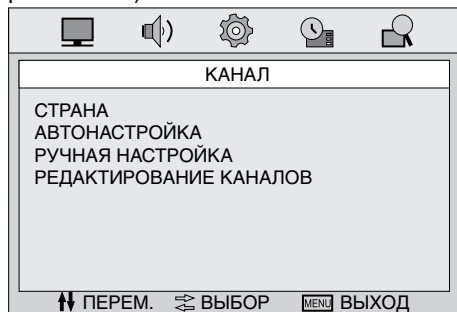 КАНАЛ
СТРАНА
АВТОНАСТРОЙКА
РУЧНАЯ НАСТРОЙКА
РЕДАКТИРОВАНИЕ КАНАЛОВ
ПЕРЕМ. ВЫБОР MENU ВЫХОД